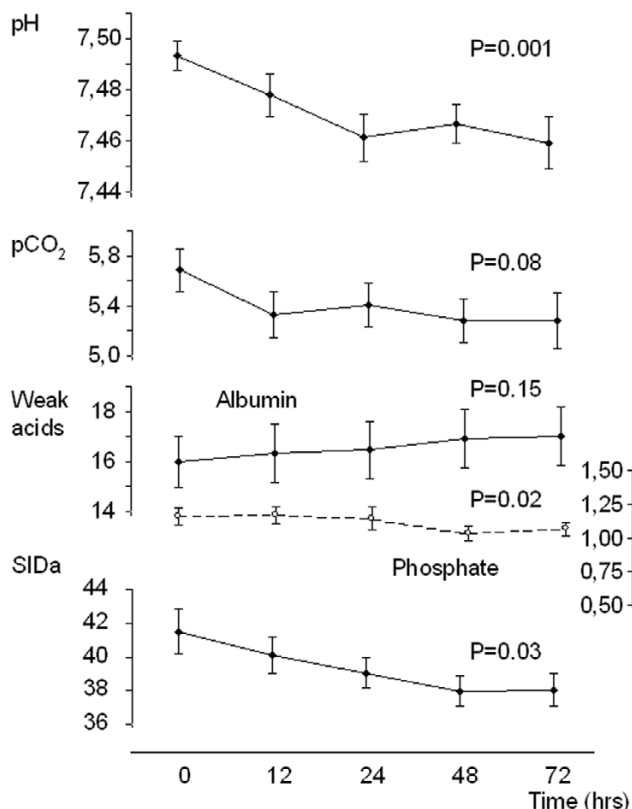 pH
7,50
P=0.001
7,48
7,46
7,44
pCO2
5,8
P=0.08
5,4
5,0
Weak acids
18
Albumin
P=0.15
16
1,50
14
P=0.02
1,25
1,00
SIDa
Phosphate
0,75
44
0,50
42
P=0.03
40
38
36
0 12 24 48 72
Time (hrs)